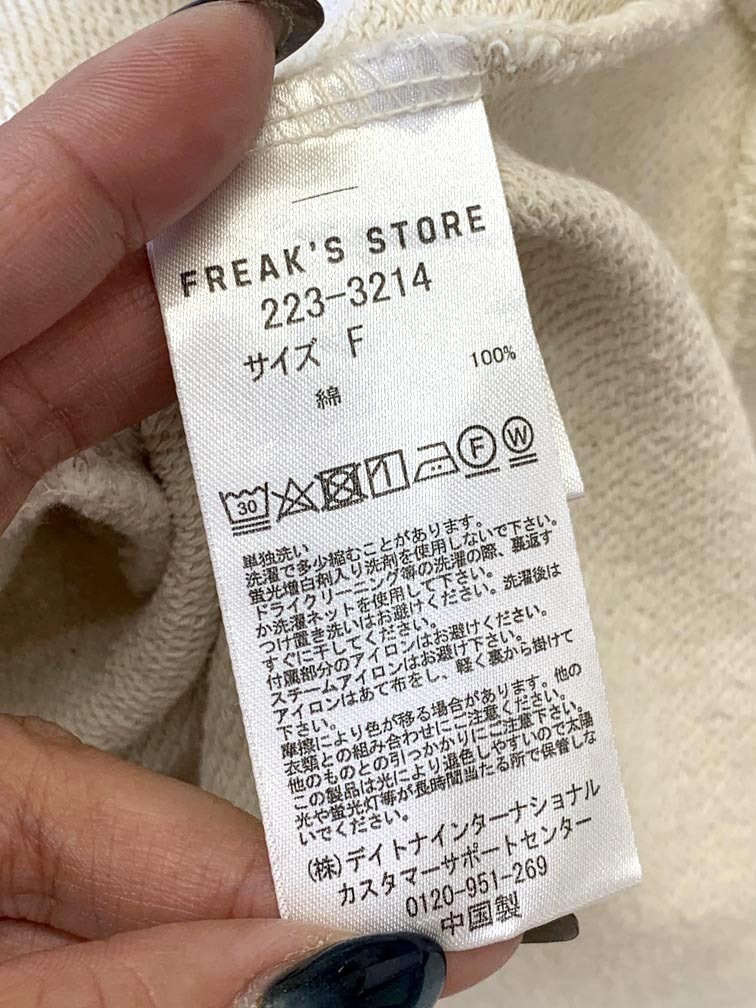 FREAK'S STORE
223-3214
サイズ F
綿 100%
30 1 F W
単独洗い
洗濯で多少縮むことがあります。
蛍光増白剤入り洗剤を使用しないで下さい。
ドライクリーニング等の洗濯の際、裏返す
か洗濯ネットを使用して下さい。
つけ置き洗いはお避けください。洗濯後は
すぐに干してください。
付属部分のアイロンはお避けください。
スチームアイロンはお避け下さい。
アイロンはあて布をし、軽く裏から掛けて
下さい。
摩擦により色が移る場合があります。他の
衣類との組み合わせにご注意ください。
他のものとの引っかかりにご注意下さい。
この製品は光により退色しやすいので太陽
光や蛍光灯等が長時間当たる所で保管しな
いでください。
(株)デイトナインターナショナル
カスタマーサポートセンター
0120-951-269
中国製